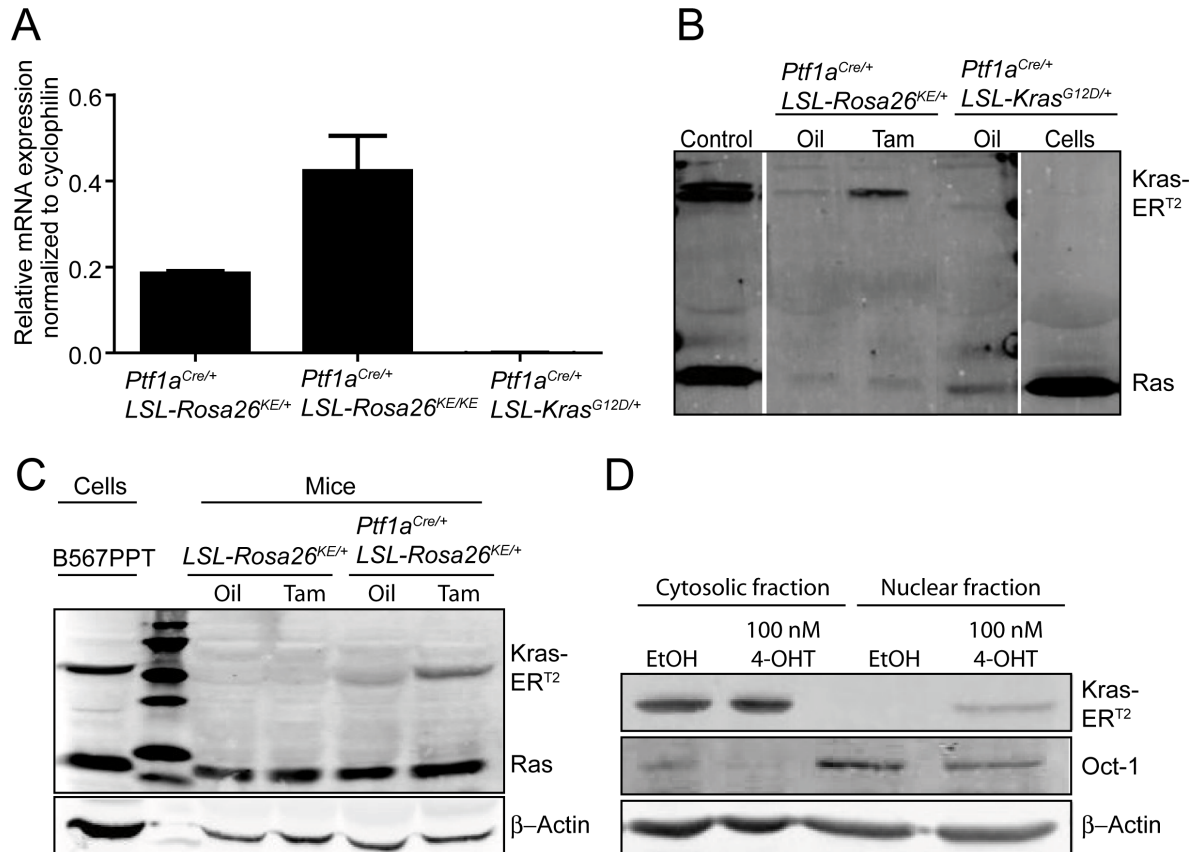 A
Relative mRNA expression
normalized to cyclophilin
0.6
0.4
0.2
0.0
Ptf1aCre/+
LSL-Rosa26KE/+
Ptf1aCre/+
LSL-Rosa26KE/KE
Ptf1aCre/+
LSL-KrasG12D/+
B
Ptf1aCre/+
LSL-Rosa26KE/+
Ptf1aCre/+
LSL-KrasG12D/+
Control
Oil
Tam
Oil
Cells
Kras-
ERT2
Ras
C
Cells
Mice
B567PPT
LSL-Rosa26KE/+
Ptf1aCre/+
LSL-Rosa26KE/+
Oil
Tam
Oil
Tam
Kras-
ERT2
Ras
β–Actin
D
Cytosolic fraction
Nuclear fraction
EtOH
100 nM
4-OHT
EtOH
100 nM
4-OHT
Kras-
ERT2
Oct-1
β–Actin